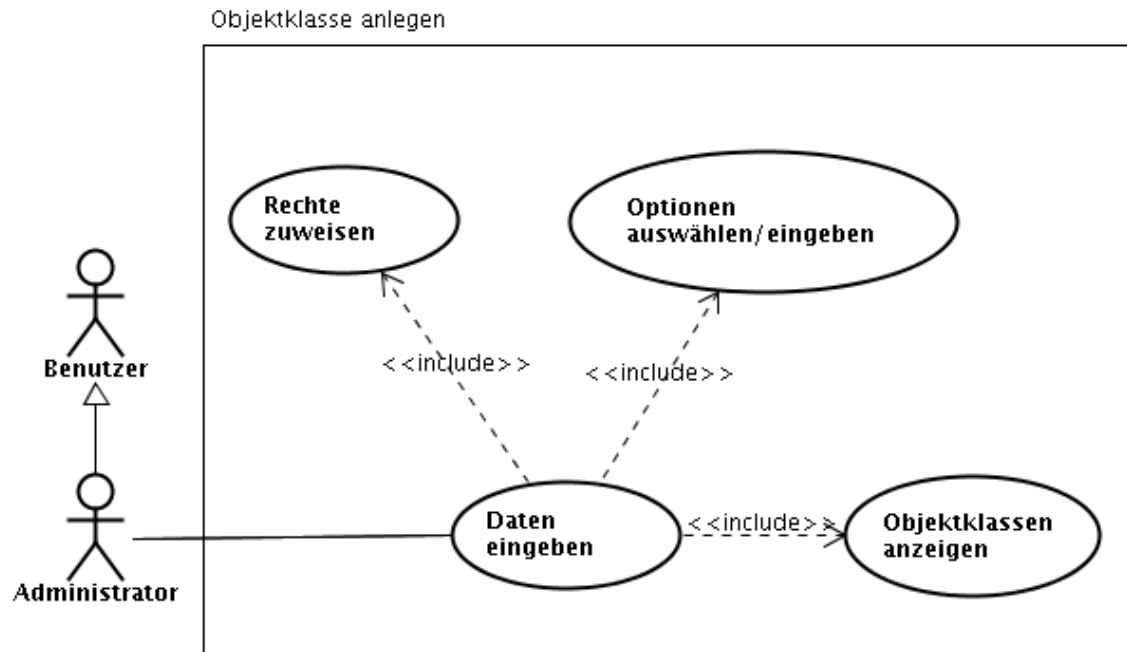 Objektklasse anlegen
Rechte
zuweisen
Optionen
auswählen/eingeben
Benutzer
<<include>>
<<include>>
Daten
eingeben
<<include>>
Objektklassen
anzeigen
Administrator